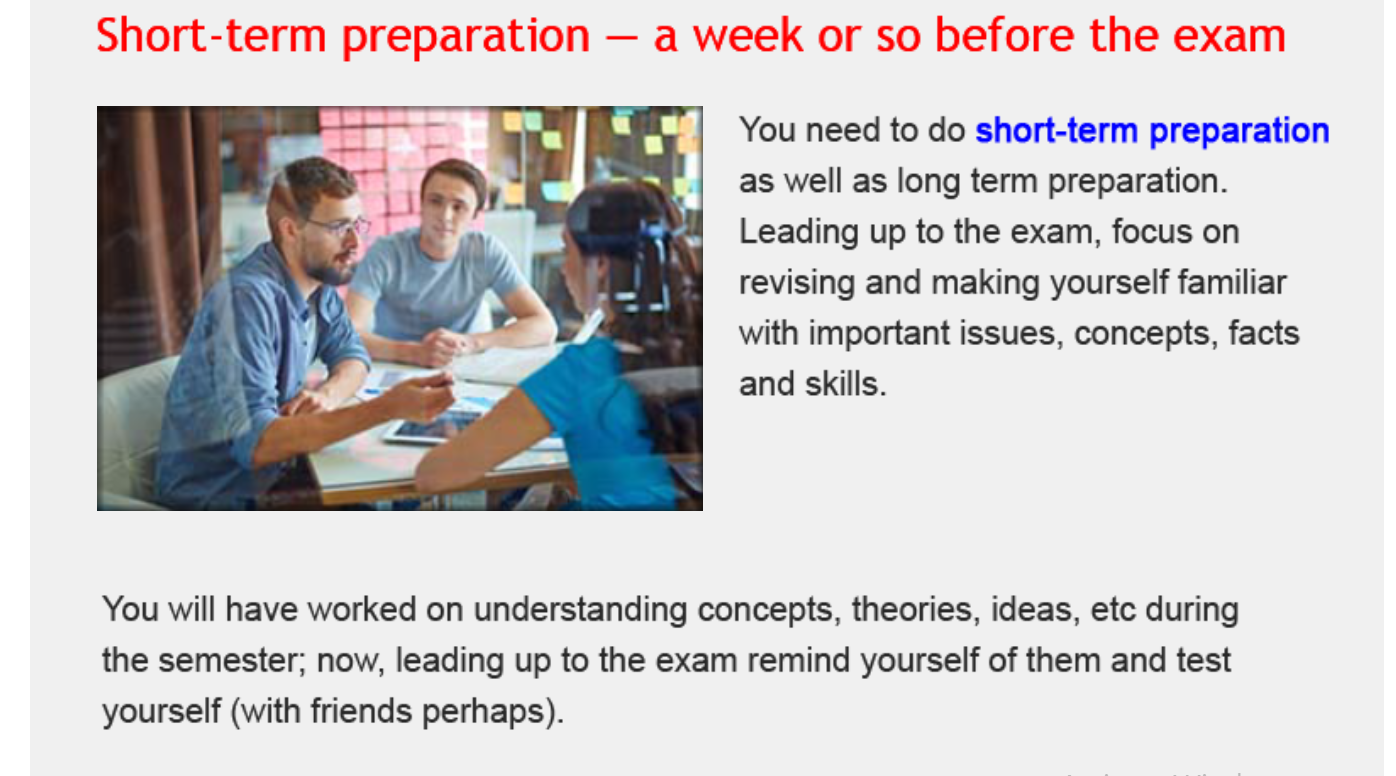 Short-term preparation — a week or so before the exam
You need to do short-term preparation
as well as long term preparation.
Leading up to the exam, focus on
revising and making yourself familiar
with important issues, concepts, facts
and skills.
You will have worked on understanding concepts, theories, ideas, etc during
the semester; now, leading up to the exam remind yourself of them and test
yourself (with friends perhaps).